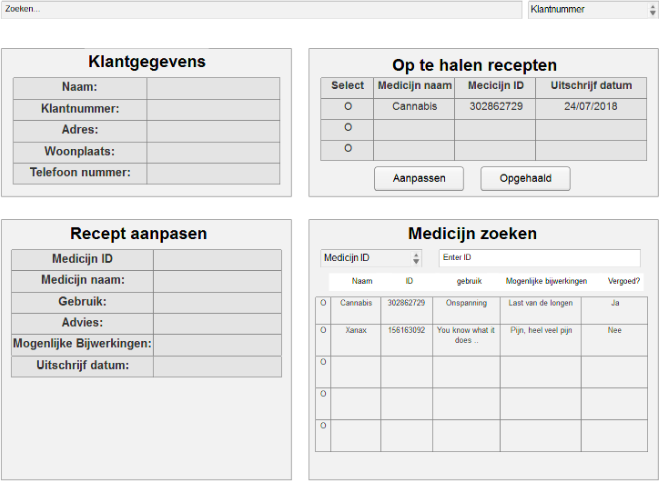 Zoeken...
Klantnummer
Klantgegevens
Naam:
Klantnummer:
Adres:
Woonplaats:
Telefoon nummer:
Op te halen recepten
Select Medicijn naam Mecicijn ID Uitschrijf datum
O Cannabis 302862729 24/07/2018
O
O
Aanpassen Opgehaald
Recept aanpasen
Medicijn ID
Medicijn naam:
Gebruik:
Advies:
Mogenlijke Bijwerkingen:
Uitschrijf datum:
Medicijn zoeken
Medicijn ID Enter ID
Naam ID gebruik Mogenlijke bijwerkingen Vergoed?
O Cannabis 302862729 Onspanning Last van de longen Ja
O Xanax 156163092 You know what it Pijn, heel veel pijn Nee
does ..
O
O
O